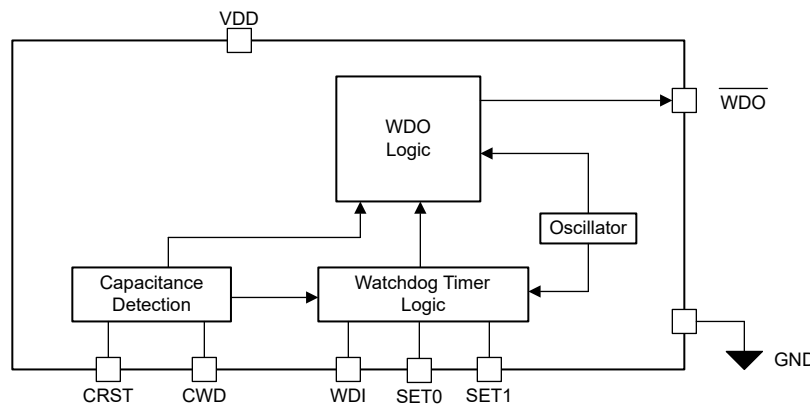 VDD
WDO
WDO
Logic
Oscillator
Capacitance
Detection
Watchdog Timer
Logic
GND
CRST
CWD
WDI
SET0
SET1